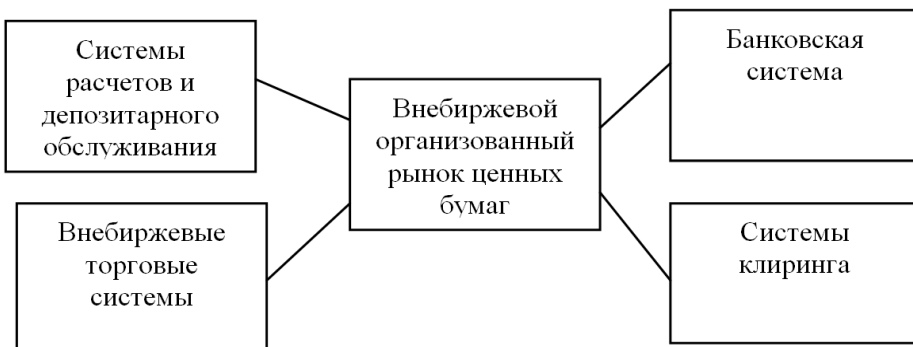 Системы
расчетов и
депозитарного
обслуживания
Внебиржевой
организованный
рынок ценных
бумаг
Банковская
система
Внебиржевые
торговые
системы
Системы
клиринга